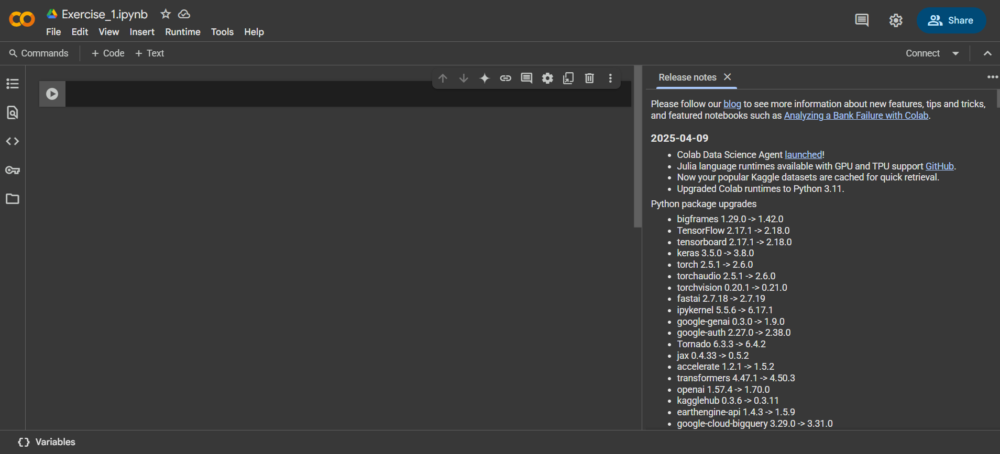 Exercise_1.ipynb
File Edit View Insert Runtime Tools Help
Share
Commands + Code + Text
Connect
Release notes
Please follow our blog to see more information about new features, tips and tricks,
and featured notebooks such as Analyzing a Bank Failure with Colab.
2025-04-09
Colab Data Science Agent launched!
Julia language runtimes available with GPU and TPU support GitHub.
Now your popular Kaggle datasets are cached for quick retrieval.
Upgraded Colab runtimes to Python 3.11.
Python package upgrades
bigframes 1.29.0 -> 1.42.0
TensorFlow 2.17.1 -> 2.18.0
tensorboard 2.17.1 -> 2.18.0
keras 3.5.0 -> 3.8.0
torch 2.5.1 -> 2.6.0
torchaudio 2.5.1 -> 2.6.0
torchvision 0.20.1 -> 0.21.0
fastai 2.7.18 -> 2.7.19
ipykernel 5.5.6 -> 6.17.1
google-genai 0.3.0 -> 1.9.0
google-auth 2.27.0 -> 2.38.0
Tornado 6.3.3 -> 6.4.2
jax 0.4.33 -> 0.5.2
accelerate 1.2.1 -> 1.5.2
transformers 4.47.1 -> 4.50.3
openai 1.57.4 -> 1.70.0
kagglehub 0.3.6 -> 0.3.11
earthengine-api 1.4.3 -> 1.5.9
google-cloud-bigquery 3.29.0 -> 3.31.0
{} Variables